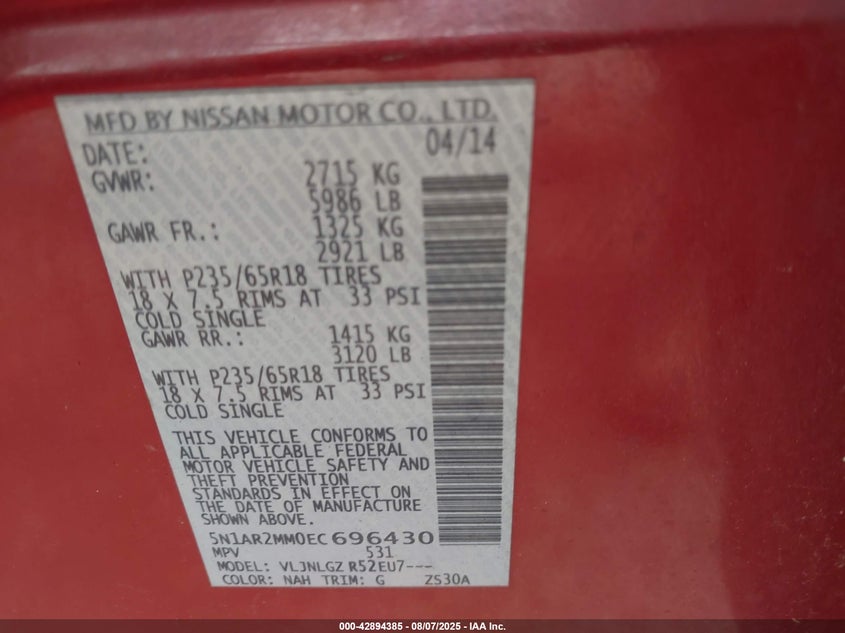 MFD BY NISSAN MOTOR CO., LTD.
DATE: 04/14
GVWR: 2715 KG
5986 LB
GAWR FR.: 1325 KG
2921 LB
WITH P235/65R18 TIRES
18 X 7.5 RIMS AT 33 PSI
COLD SINGLE
GAWR RR.: 1415 KG
3120 LB
WITH P235/65R18 TIRES
18 X 7.5 RIMS AT 33 PSI
COLD SINGLE
THIS VEHICLE CONFORMS TO
ALL APPLICABLE FEDERAL
MOTOR VEHICLE SAFETY AND
THEFT PREVENTION
STANDARDS IN EFFECT ON
THE DATE OF MANUFACTURE
SHOWN ABOVE.
5N1AR2MM0EC696430
MPV 531
MODEL: VLJNLGZ R52EU7---
COLOR: NAH TRIM: G ZS30A
000-42894385 - 08/07/2025 - IAA Inc.